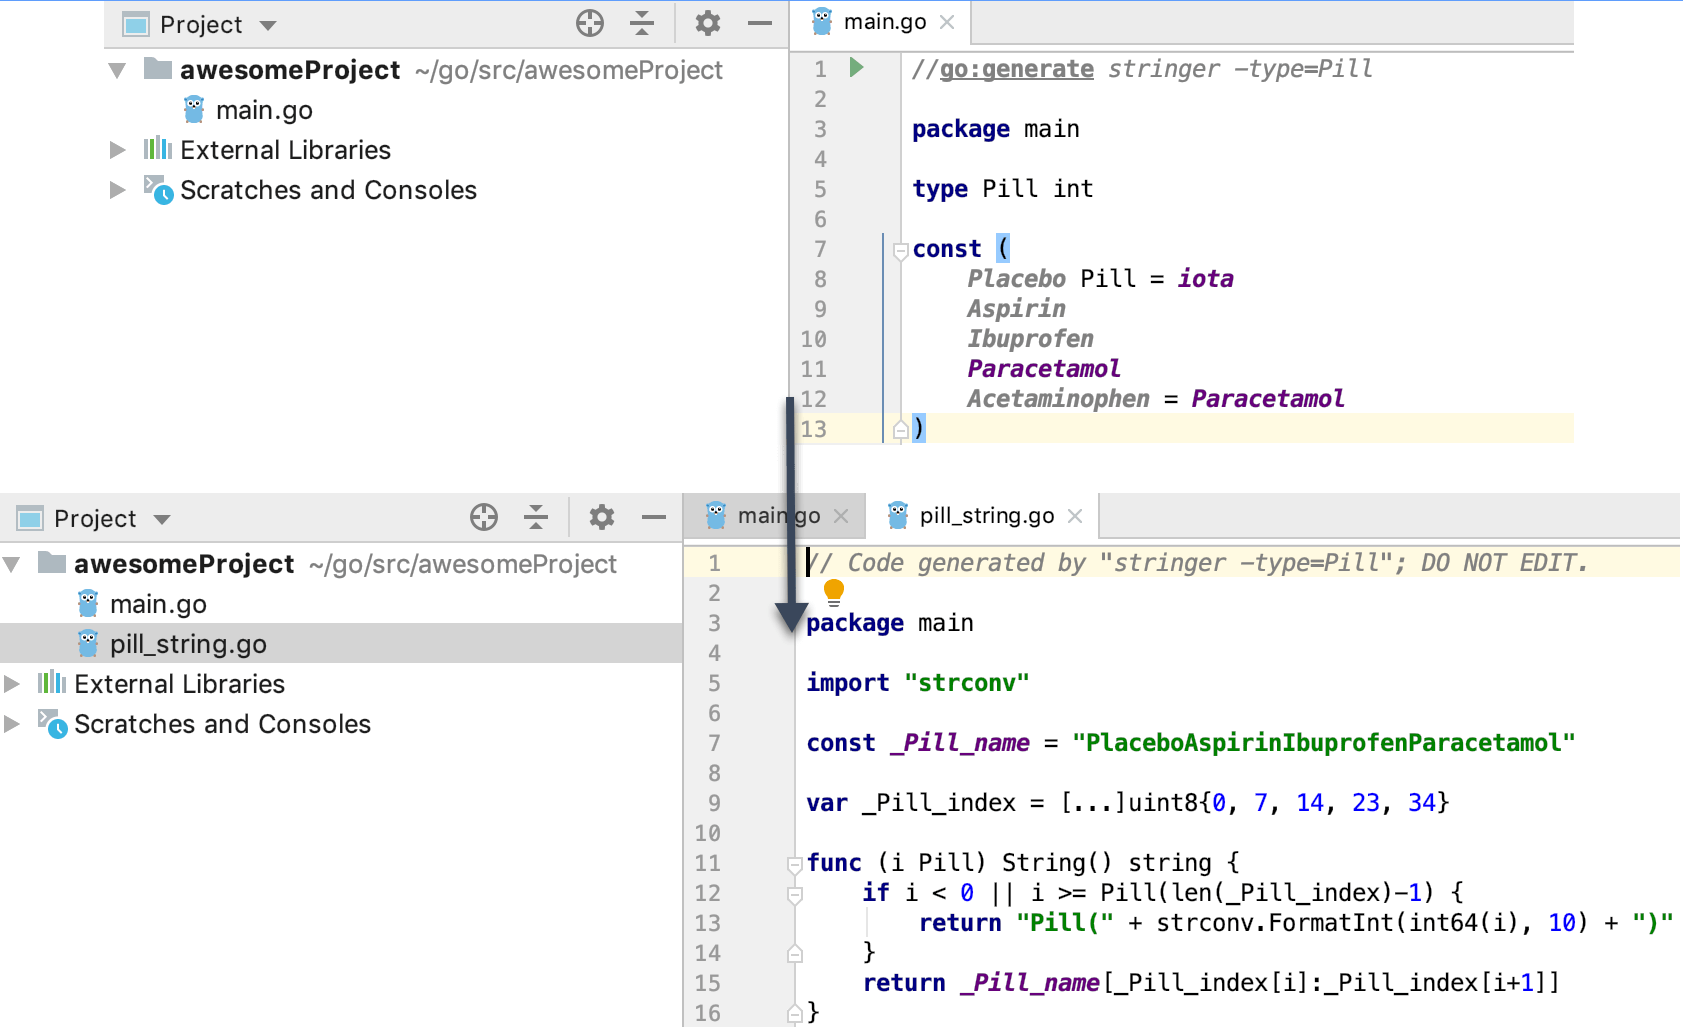 Project
awesomeProject ~/go/src/awesomeProject
main.go
External Libraries
Scratches and Consoles
main.go
1 //go:generate stringer -type=Pill
2
3 package main
4
5 type Pill int
6
7 const (
8 Placebo Pill = iota
9 Aspirin
10 Ibuprofen
11 Paracetamol
12 Acetaminophen = Paracetamol
13 )
Project
awesomeProject ~/go/src/awesomeProject
main.go
pill_string.go
External Libraries
Scratches and Consoles
main.go pill_string.go
1 // Code generated by "stringer -type=Pill"; DO NOT EDIT.
2
3 package main
4
5 import "strconv"
6
7 const _Pill_name = "PlaceboAspirinIbuprofenParacetamol"
8
9 var _Pill_index = [...]uint8{0, 7, 14, 23, 34}
10
11 func (i Pill) String() string {
12 if i < 0 || i >= Pill(len(_Pill_index)-1) {
13 return "Pill(" + strconv.FormatInt(int64(i), 10) + ")"
14 }
15 return _Pill_name[_Pill_index[i]:_Pill_index[i+1]]
16 }